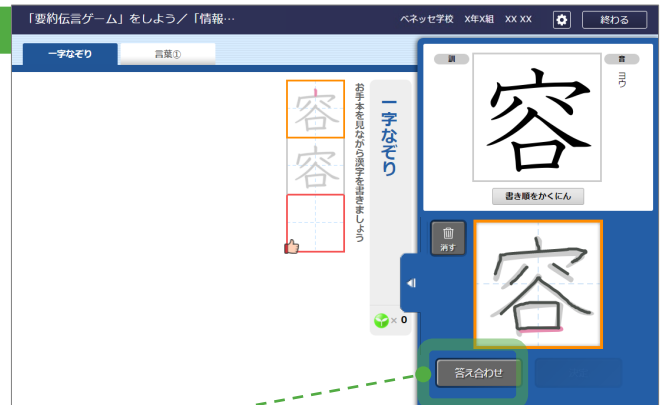 「要約伝言ゲーム」をしよう／「情報…
ベネッセ学校 X年X組 XX XX
終わる
一字なぞり
言葉①
容
容
お手本を見ながら漢字を書きましょう
一字なぞり
× 0
訓
音
ヨウ
容
書き順をかくにん
消す
容
答え合わせ